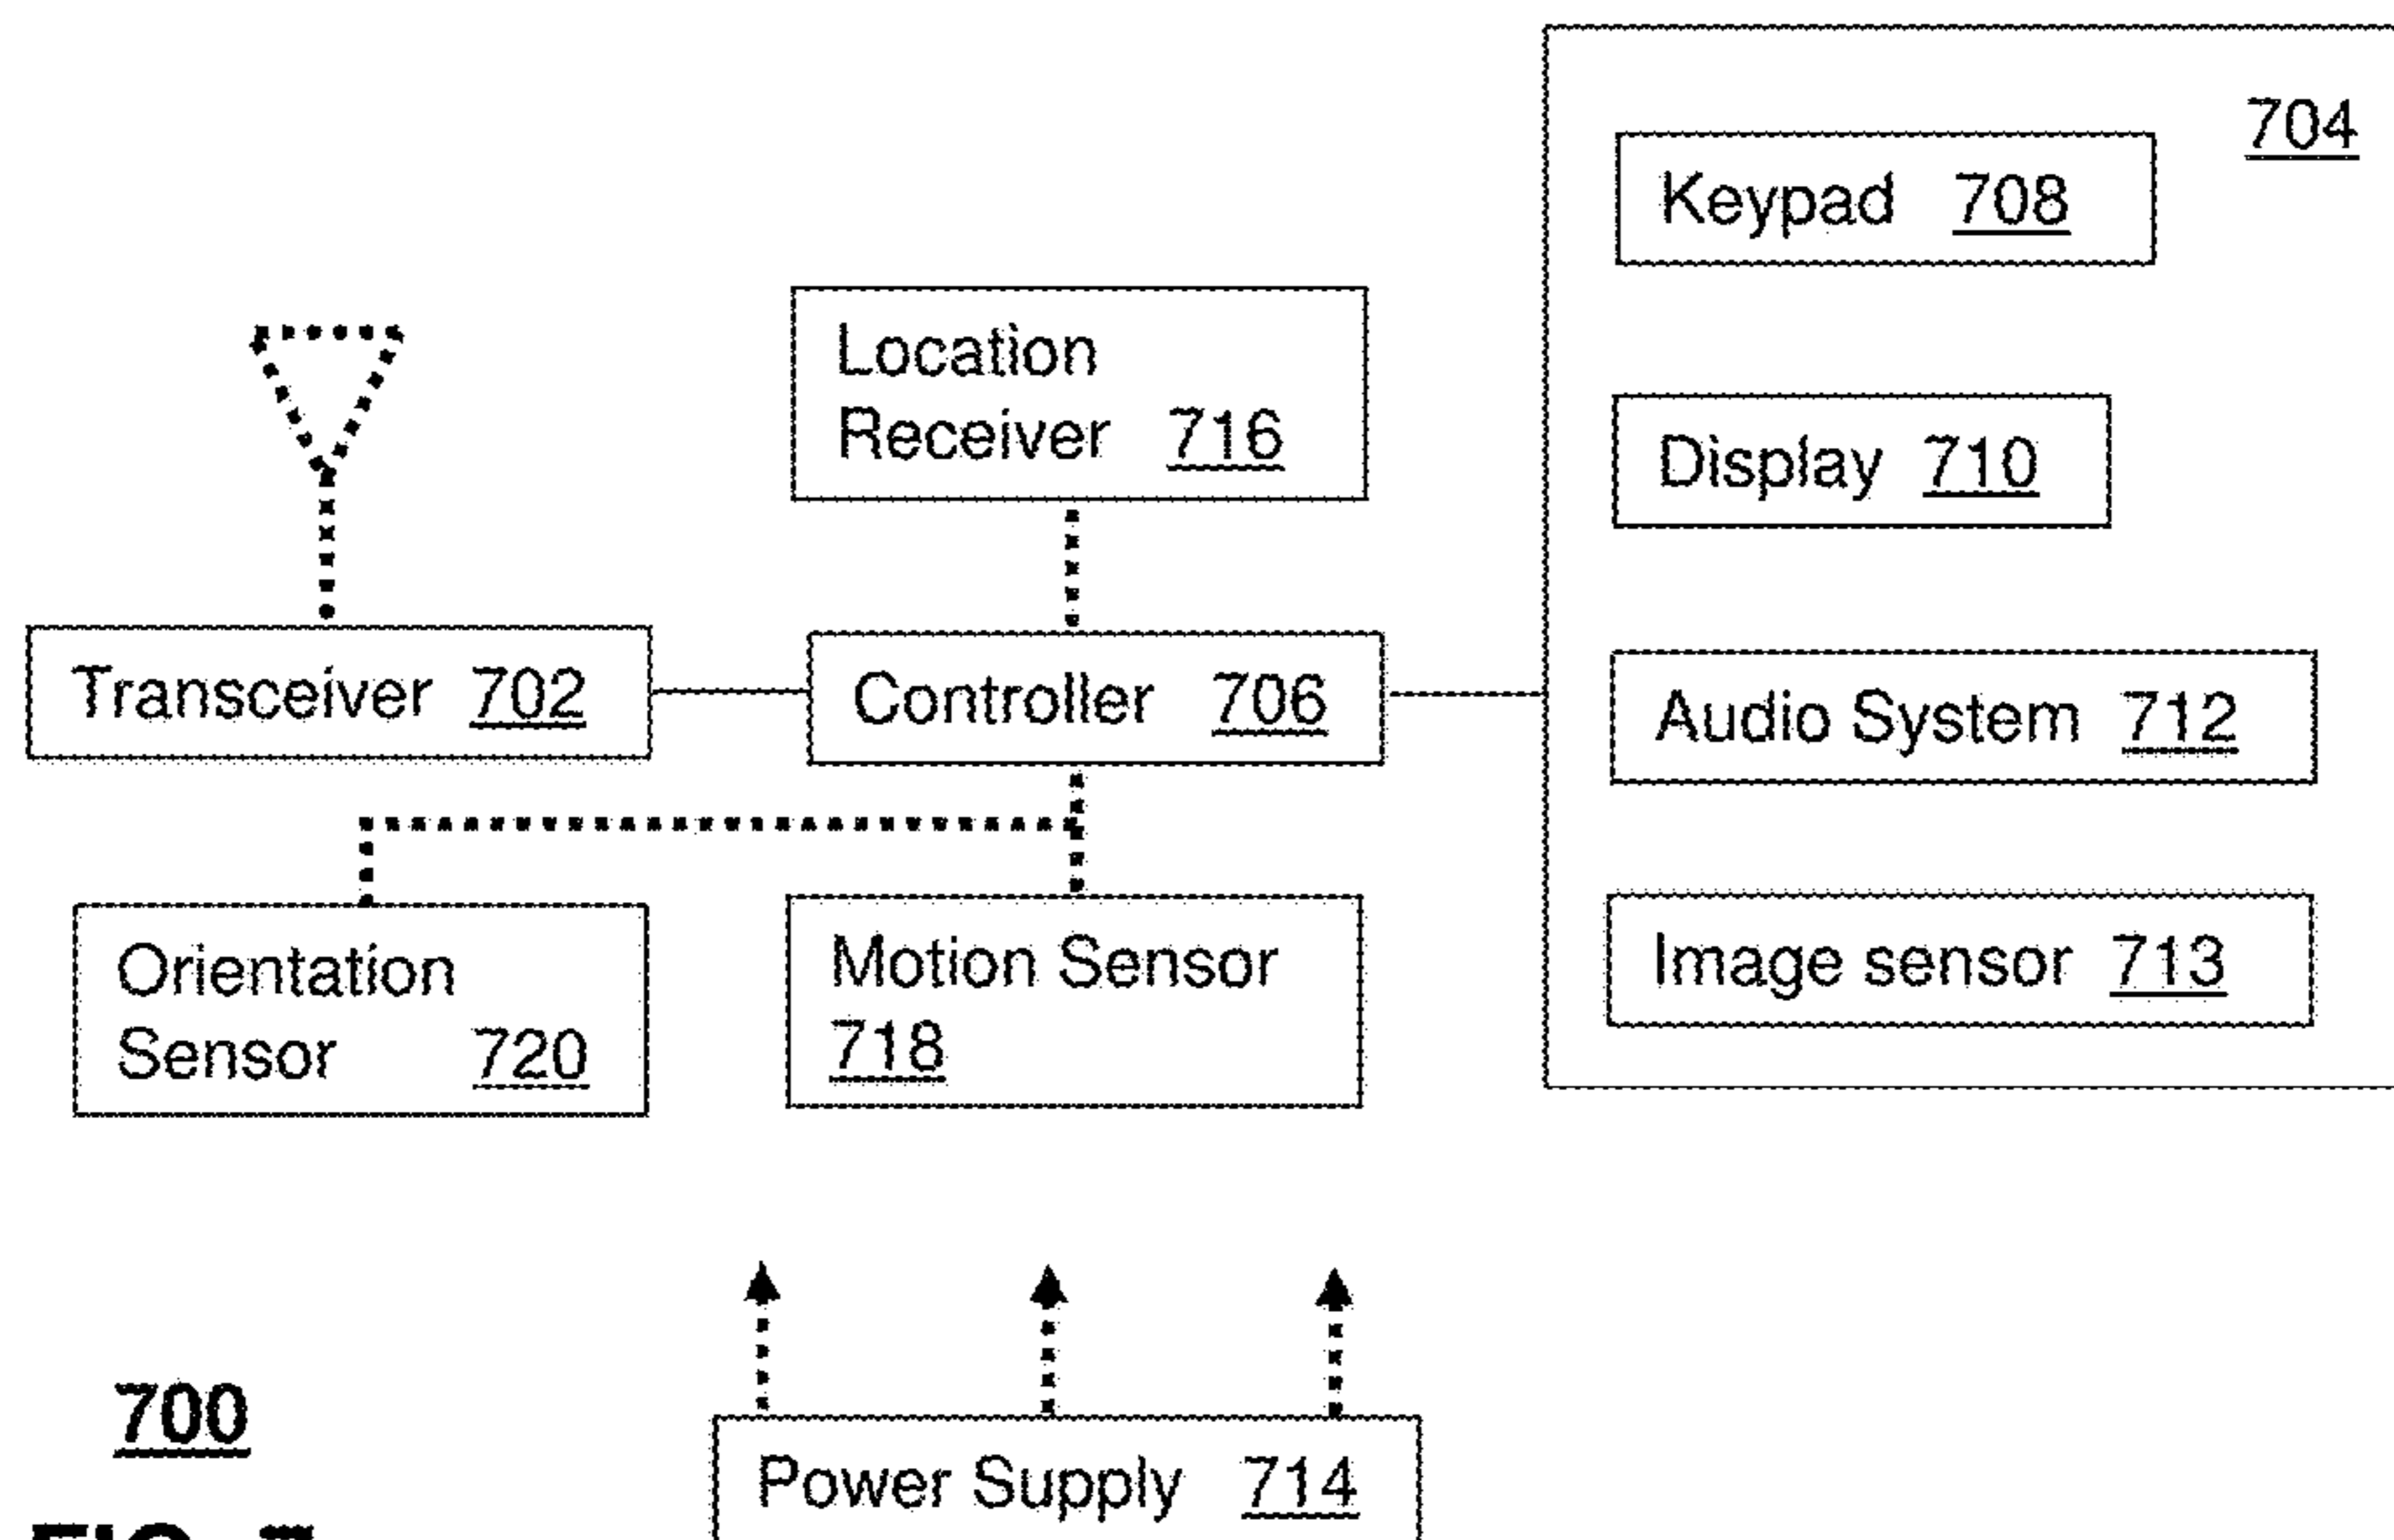 704
Keypad 708
Location
Receiver 716
Display 710
Transceiver 702
Controller 706
Audio System 712
Orientation
Sensor 720
Motion Sensor
718
Image sensor 713
700
Power Supply 714